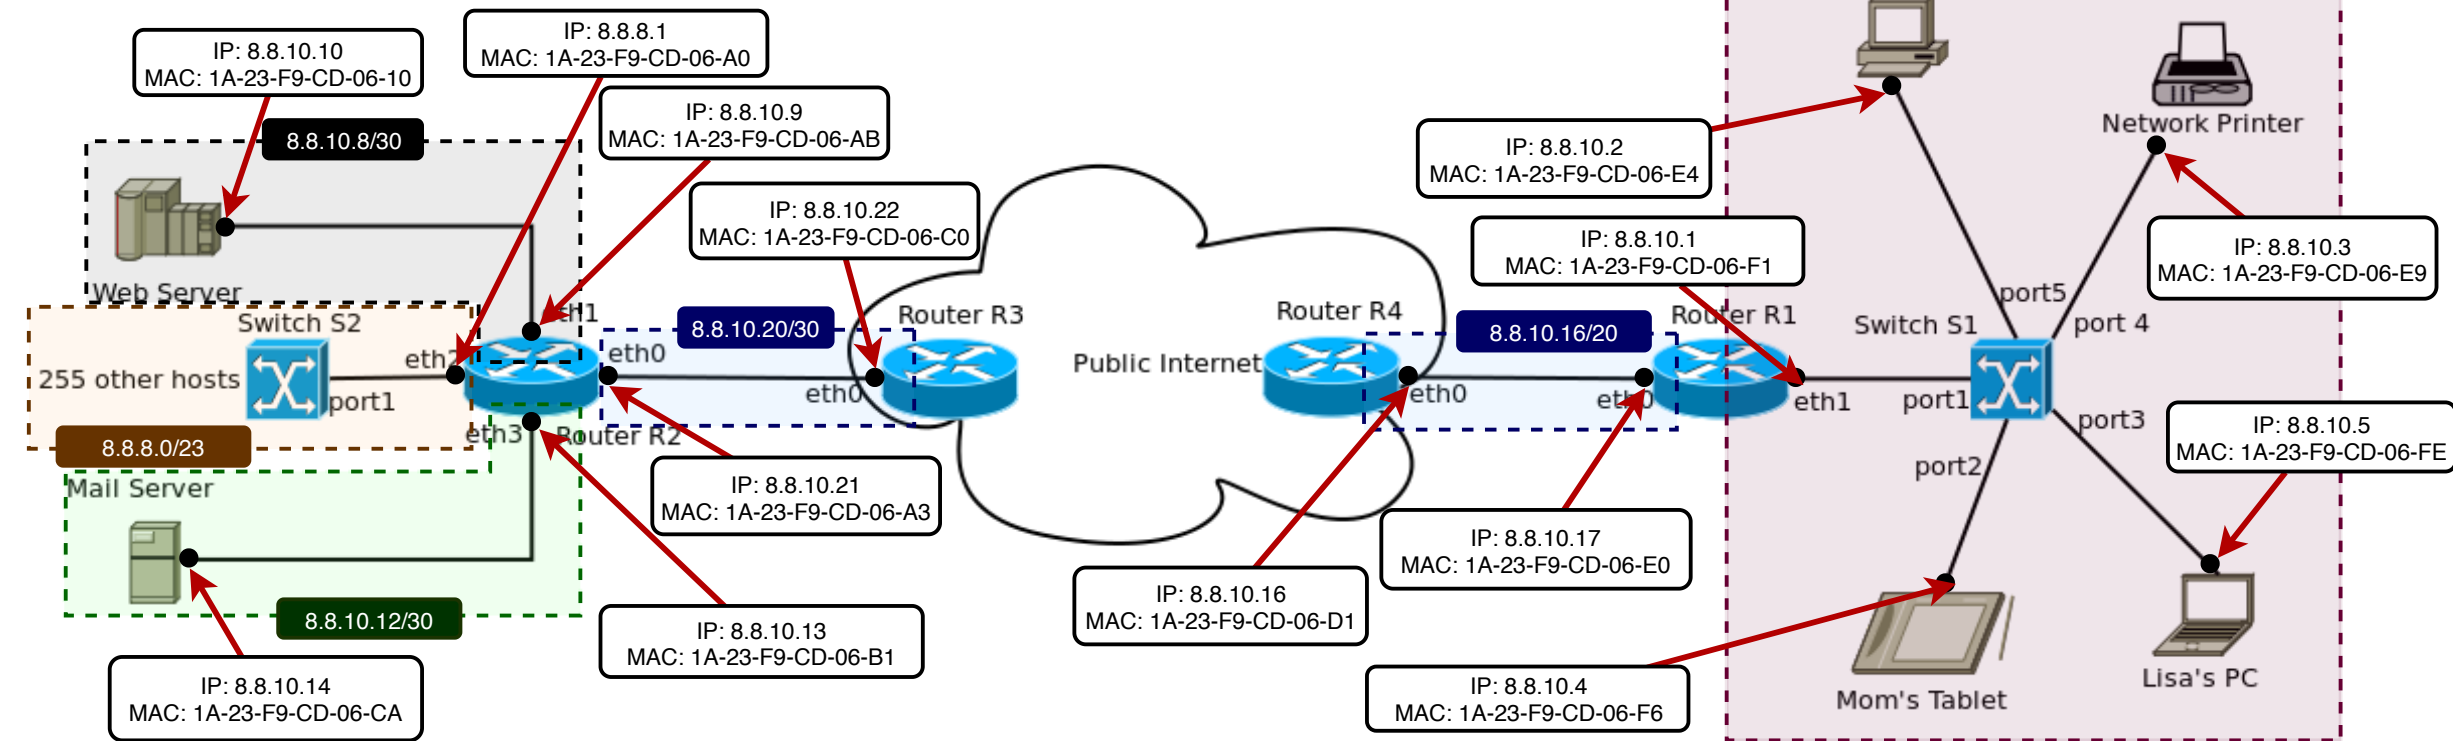 IP: 8.8.10.10
MAC: 1A-23-F9-CD-06-10
IP: 8.8.8.1
MAC: 1A-23-F9-CD-06-A0
IP: 8.8.10.9
MAC: 1A-23-F9-CD-06-AB
8.8.10.8/30
Web Server
IP: 8.8.10.22
MAC: 1A-23-F9-CD-06-C0
eth1
Switch S2
255 other hosts
port1
eth2
8.8.8.0/23
eth3
Router R2
eth0
8.8.10.20/30
eth0
Router R3
IP: 8.8.10.21
MAC: 1A-23-F9-CD-06-A3
Mail Server
8.8.10.12/30
IP: 8.8.10.14
MAC: 1A-23-F9-CD-06-CA
IP: 8.8.10.13
MAC: 1A-23-F9-CD-06-B1
Public Internet
Router R4
eth0
8.8.10.16/20
eth0
Router R1
eth1
IP: 8.8.10.16
MAC: 1A-23-F9-CD-06-D1
IP: 8.8.10.17
MAC: 1A-23-F9-CD-06-E0
IP: 8.8.10.2
MAC: 1A-23-F9-CD-06-E4
IP: 8.8.10.1
MAC: 1A-23-F9-CD-06-F1
Network Printer
IP: 8.8.10.3
MAC: 1A-23-F9-CD-06-E9
Switch S1
port5
port 4
port1
port3
port2
IP: 8.8.10.5
MAC: 1A-23-F9-CD-06-FE
Lisa's PC
Mom's Tablet
IP: 8.8.10.4
MAC: 1A-23-F9-CD-06-F6